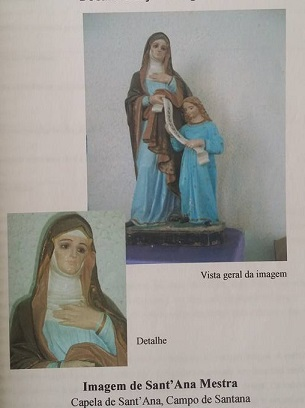 Vista geral da imagem
Detalhe
Imagem de Sant'Ana Mestra
Capela de Sant'Ana, Campo de Santana